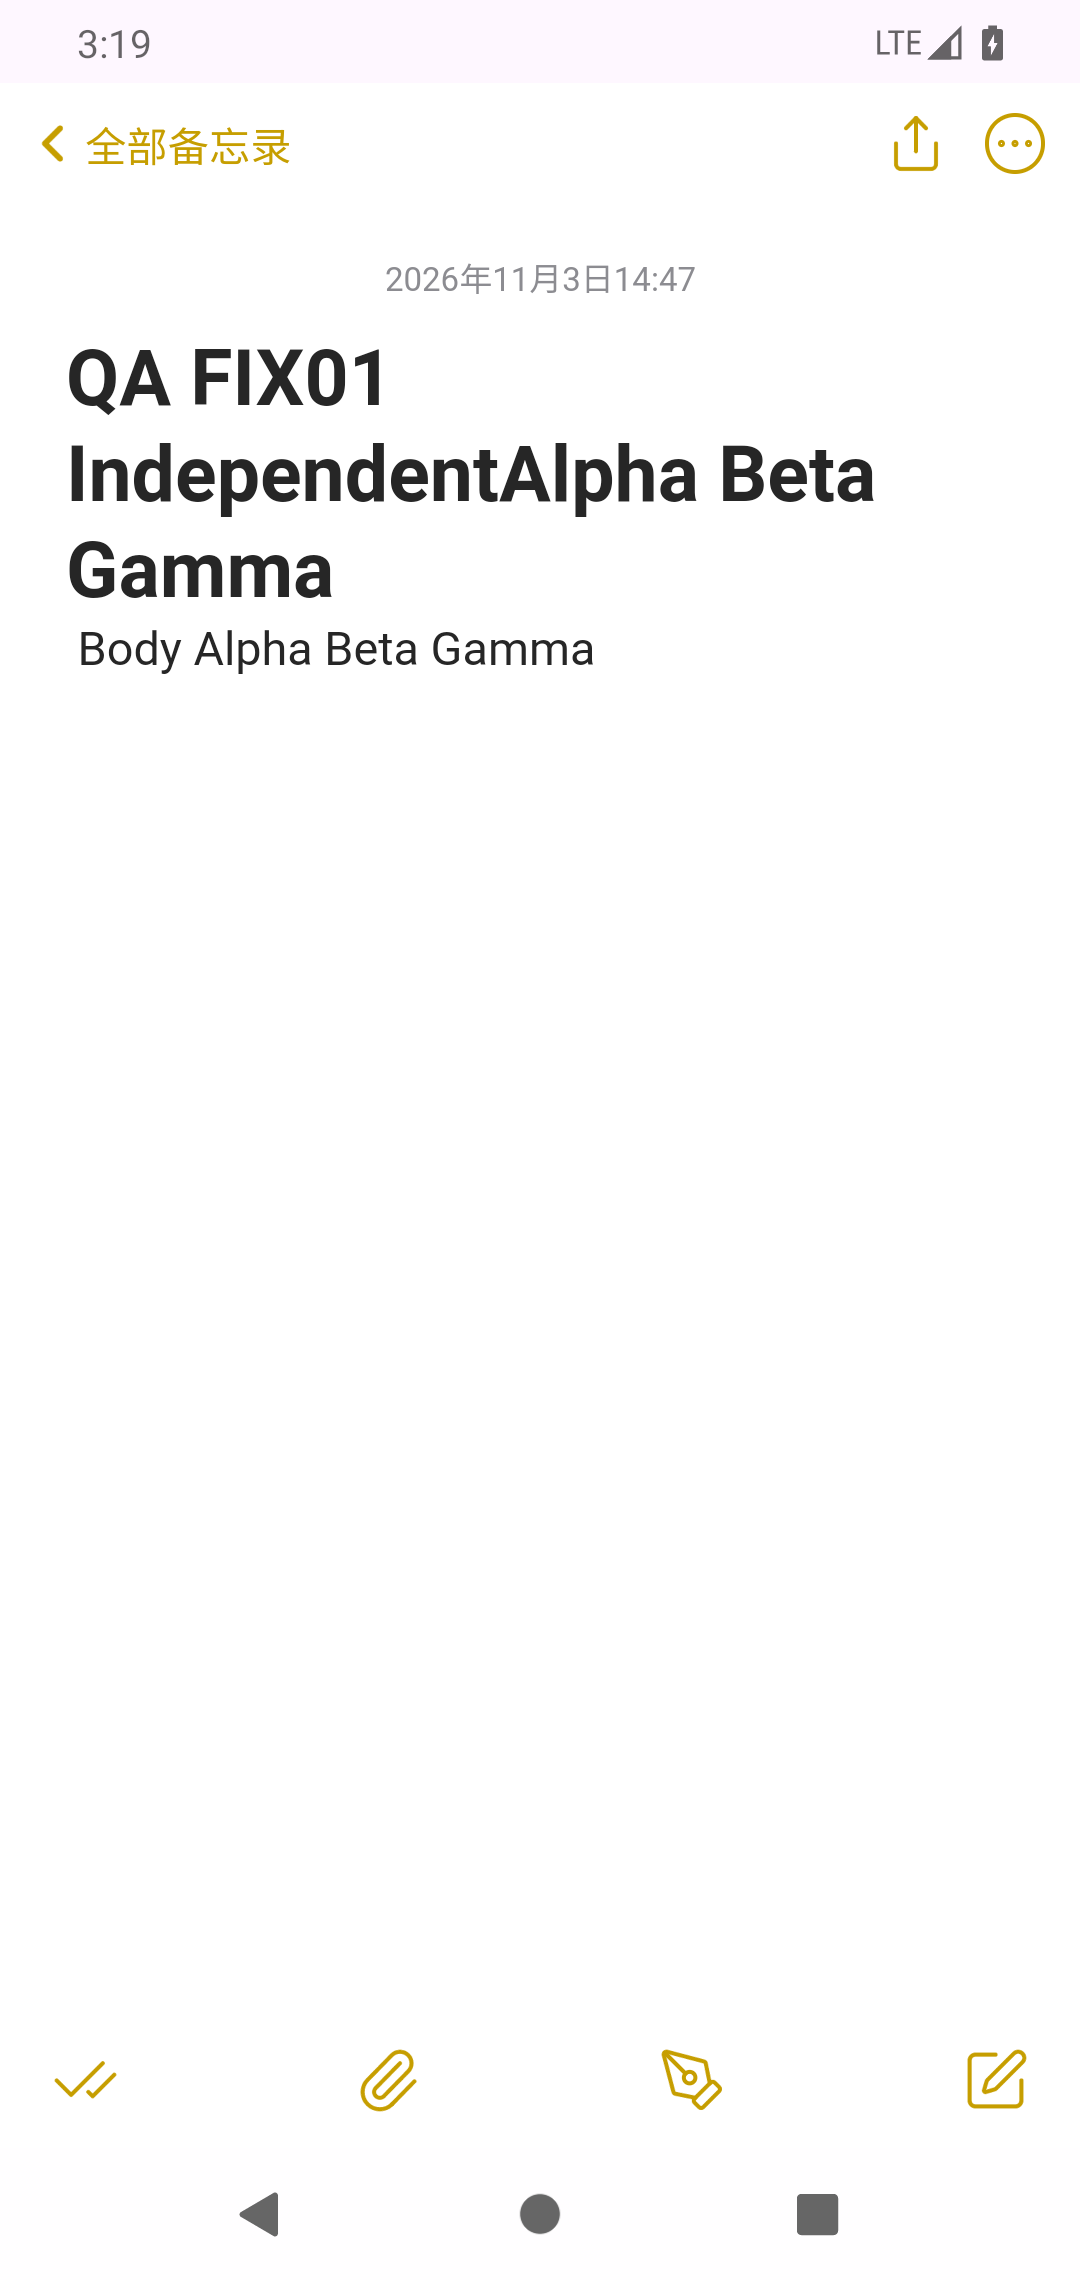 3:19
LTE
全部备忘录
2026年11月3日14:47
QA FIX01
IndependentAlpha Beta
Gamma
Body Alpha Beta Gamma